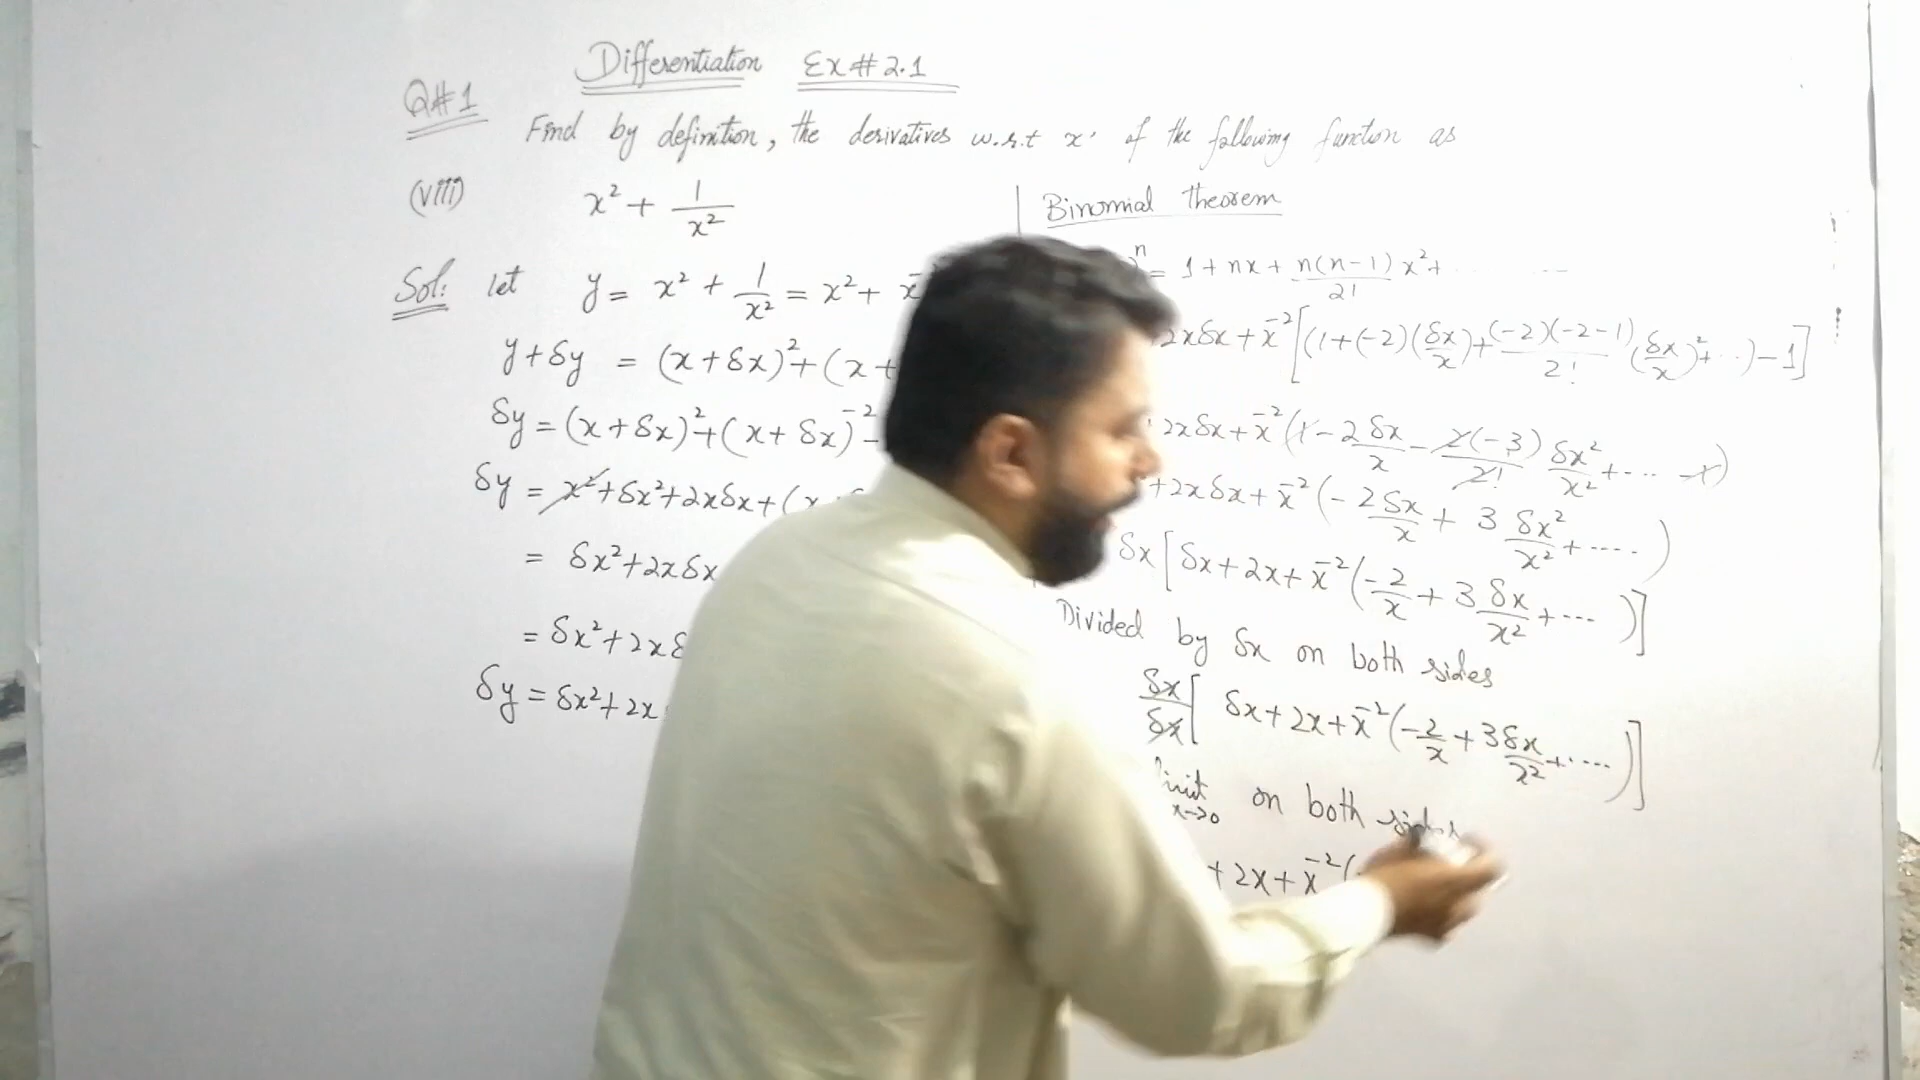 Differentiation Ex#2.1
Q#1
Find by definition, the derivatives w.r.t x' of the following function as
(viii) x² + 1/x²
Sol: let y = x² + 1/x² = x² + x⁻
y+δy = (x+δx)²+(x+
δy = (x+δx)²+(x+δx)⁻²-
δy = x²+δx²+2xδx+(x
= δx²+2xδx
= δx²+2xδ
δy = δx²+2x
Binomial theorem
ⁿ = 1+nx+n(n-1)/2! x²+ ......
2xδx+x⁻²[(1+(-2)(δx/x)+(-2)(-2-1)/2! (δx/x)²+...)-1]
2xδx+x⁻²(1-2δx/x-2(-3)/2! δx²/x²+....-1)
+2xδx+x⁻²(-2δx/x+3δx²/x²+....)
δx[δx+2x+x⁻²(-2/x+3δx/x²+...)]
Divided by δx on both sides
δx/δx[δx+2x+x⁻²(-2/x+3δx/x²+....)]
imit x→0 on both sides
+2x+x⁻²(